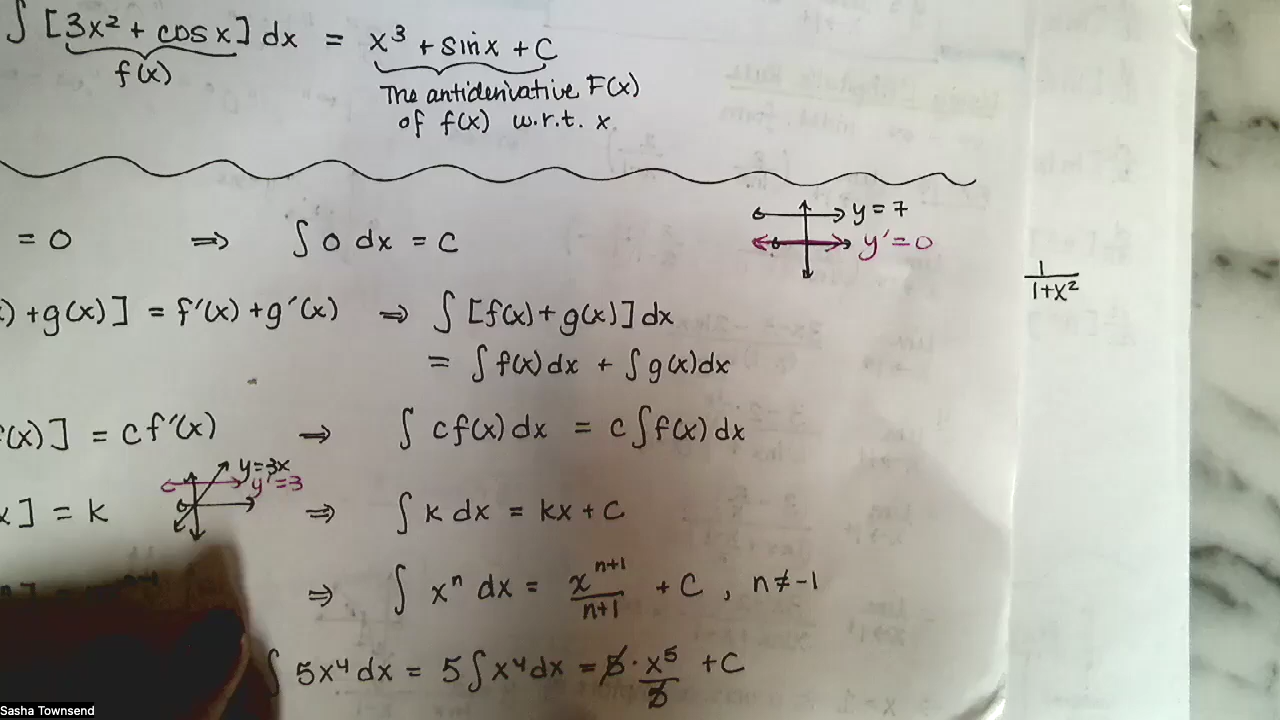 ∫ [3x² + cos x] dx = x³ + sin x + C
f(x)
The antiderivative F(x)
of f(x) w.r.t. x
= 0 ⇒ ∫ 0 dx = C
y = 7
y' = 0
1/(1+x²)
) + g(x)] = f'(x) + g'(x) ⇒ ∫ [f(x) + g(x)] dx
= ∫ f(x) dx + ∫ g(x) dx
f(x)] = c f'(x) ⇒ ∫ c f(x) dx = c ∫ f(x) dx
y = 3x
y' = 3
x] = k ⇒ ∫ k dx = kx + C
⇒ ∫ xⁿ dx = xⁿ⁺¹/(n+1) + C , n ≠ -1
∫ 5x⁴ dx = 5 ∫ x⁴ dx = 5 · x⁵/5 + C
Sasha Townsend